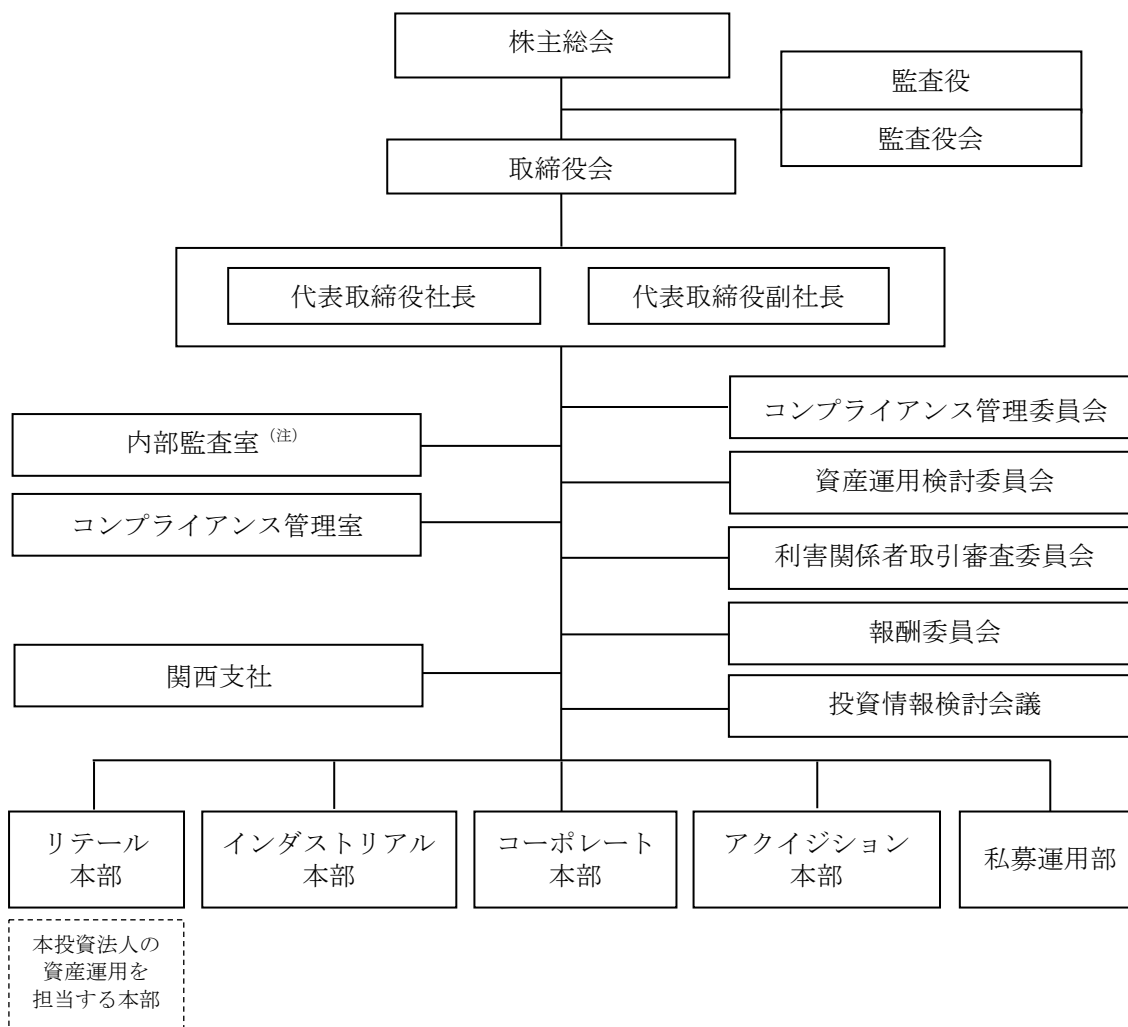 株主総会
監査役
監査役会
取締役会
代表取締役社長
代表取締役副社長
コンプライアンス管理委員会
内部監査室(注)
資産運用検討委員会
コンプライアンス管理室
利害関係者取引審査委員会
報酬委員会
関西支社
投資情報検討会議
リテール
本部
インダストリアル
本部
コーポレート
本部
アクイジション
本部
私募運用部
本投資法人の
資産運用を
担当する本部